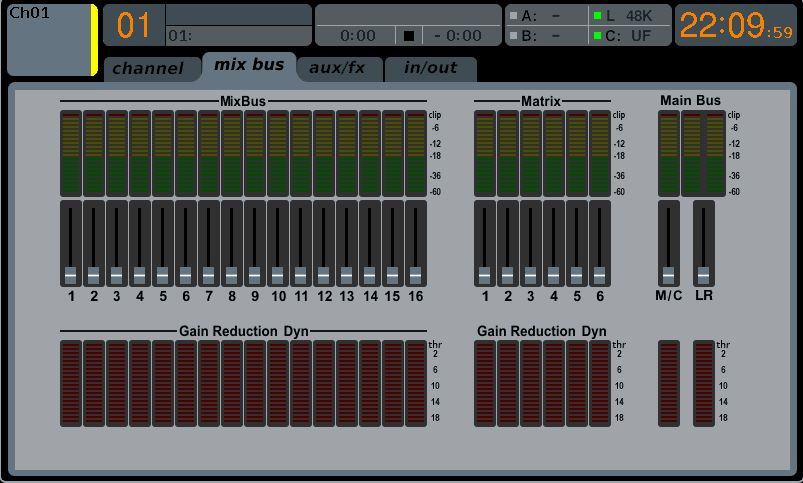 Ch01
01
01:
0:00 - 0:00
A: -
B: -
L 48K
C: UF
22:09:59
channel mix bus aux/fx in/out
MixBus Matrix Main Bus
clip clip clip
-6 -6 -6
-12 -12 -12
-18 -18 -18
-36 -36 -36
-60 -60 -60
1 2 3 4 5 6 7 8 9 10 11 12 13 14 15 16 1 2 3 4 5 6 M/C LR
Gain Reduction Dyn Gain Reduction Dyn
thr thr thr
2 2 2
6 6 6
10 10 10
14 14 14
18 18 18